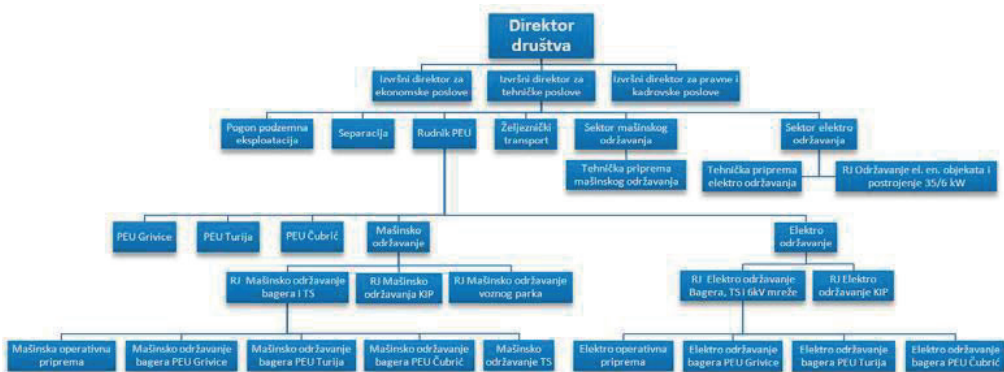 Direktor
društva
Izvršni direktor za
ekonomske poslove
Izvršni direktor za
tehničke poslove
Izvršni direktor za pravne i
kadrovske poslove
Pogon podzemna
eksploatacija
Separacija
Rudnik PEU
Željeznički
transport
Sektor mašinskog
održavanja
Sektor elektro
održavanja
Tehnička priprema
mašinskog održavanja
Tehnička priprema
elektro održavanja
RJ Održavanje el. en. objekata i
postrojenje 35/6 kW
PEU Grivice
PEU Turija
PEU Čubrić
Mašinsko
održavanje
Elektro
održavanje
RJ Mašinsko održavanje
bagera i TS
RJ Mašinsko
održavanja KIP
RJ Mašinsko održavanje
voznog parka
RJ Elektro održavanje
Bagera, TS i 6kV mreže
RJ Elektro
održavanje KIP
Mašinska operativna
priprema
Mašinsko održavanje
bagera PEU Grivice
Mašinsko održavanje
bagera PEU Turija
Mašinsko održavanje
bagera PEU Čubrić
Mašinsko
održavanje TS
Elektro operativna
priprema
Elektro održavanje
bagera PEU Grivice
Elektro održavanje
bagera PEU Turija
Elektro održavanje
bagera PEU Čubrić